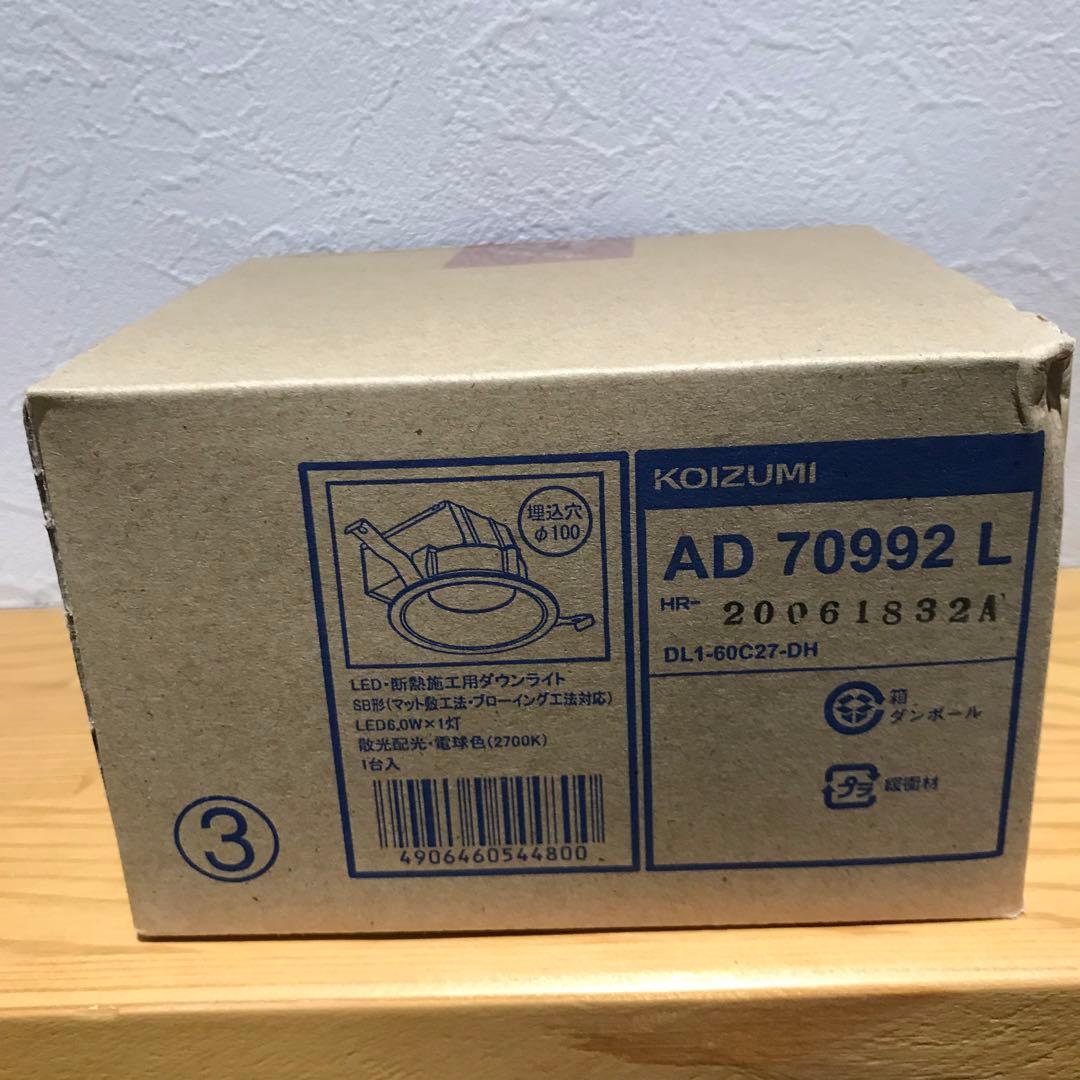 埋込穴
φ100
LED・断熱施工用ダウンライト
SB形(マット敷工法・ブローイング工法対応)
LED6.0W×1灯
散光配光・電球色(2700K)
1台入
4906460544800
③
KOIZUMI
AD 70992 L
HR- 20061832A
DL1-60C27-DH
箱
ダンボール
プラ
緩衝材